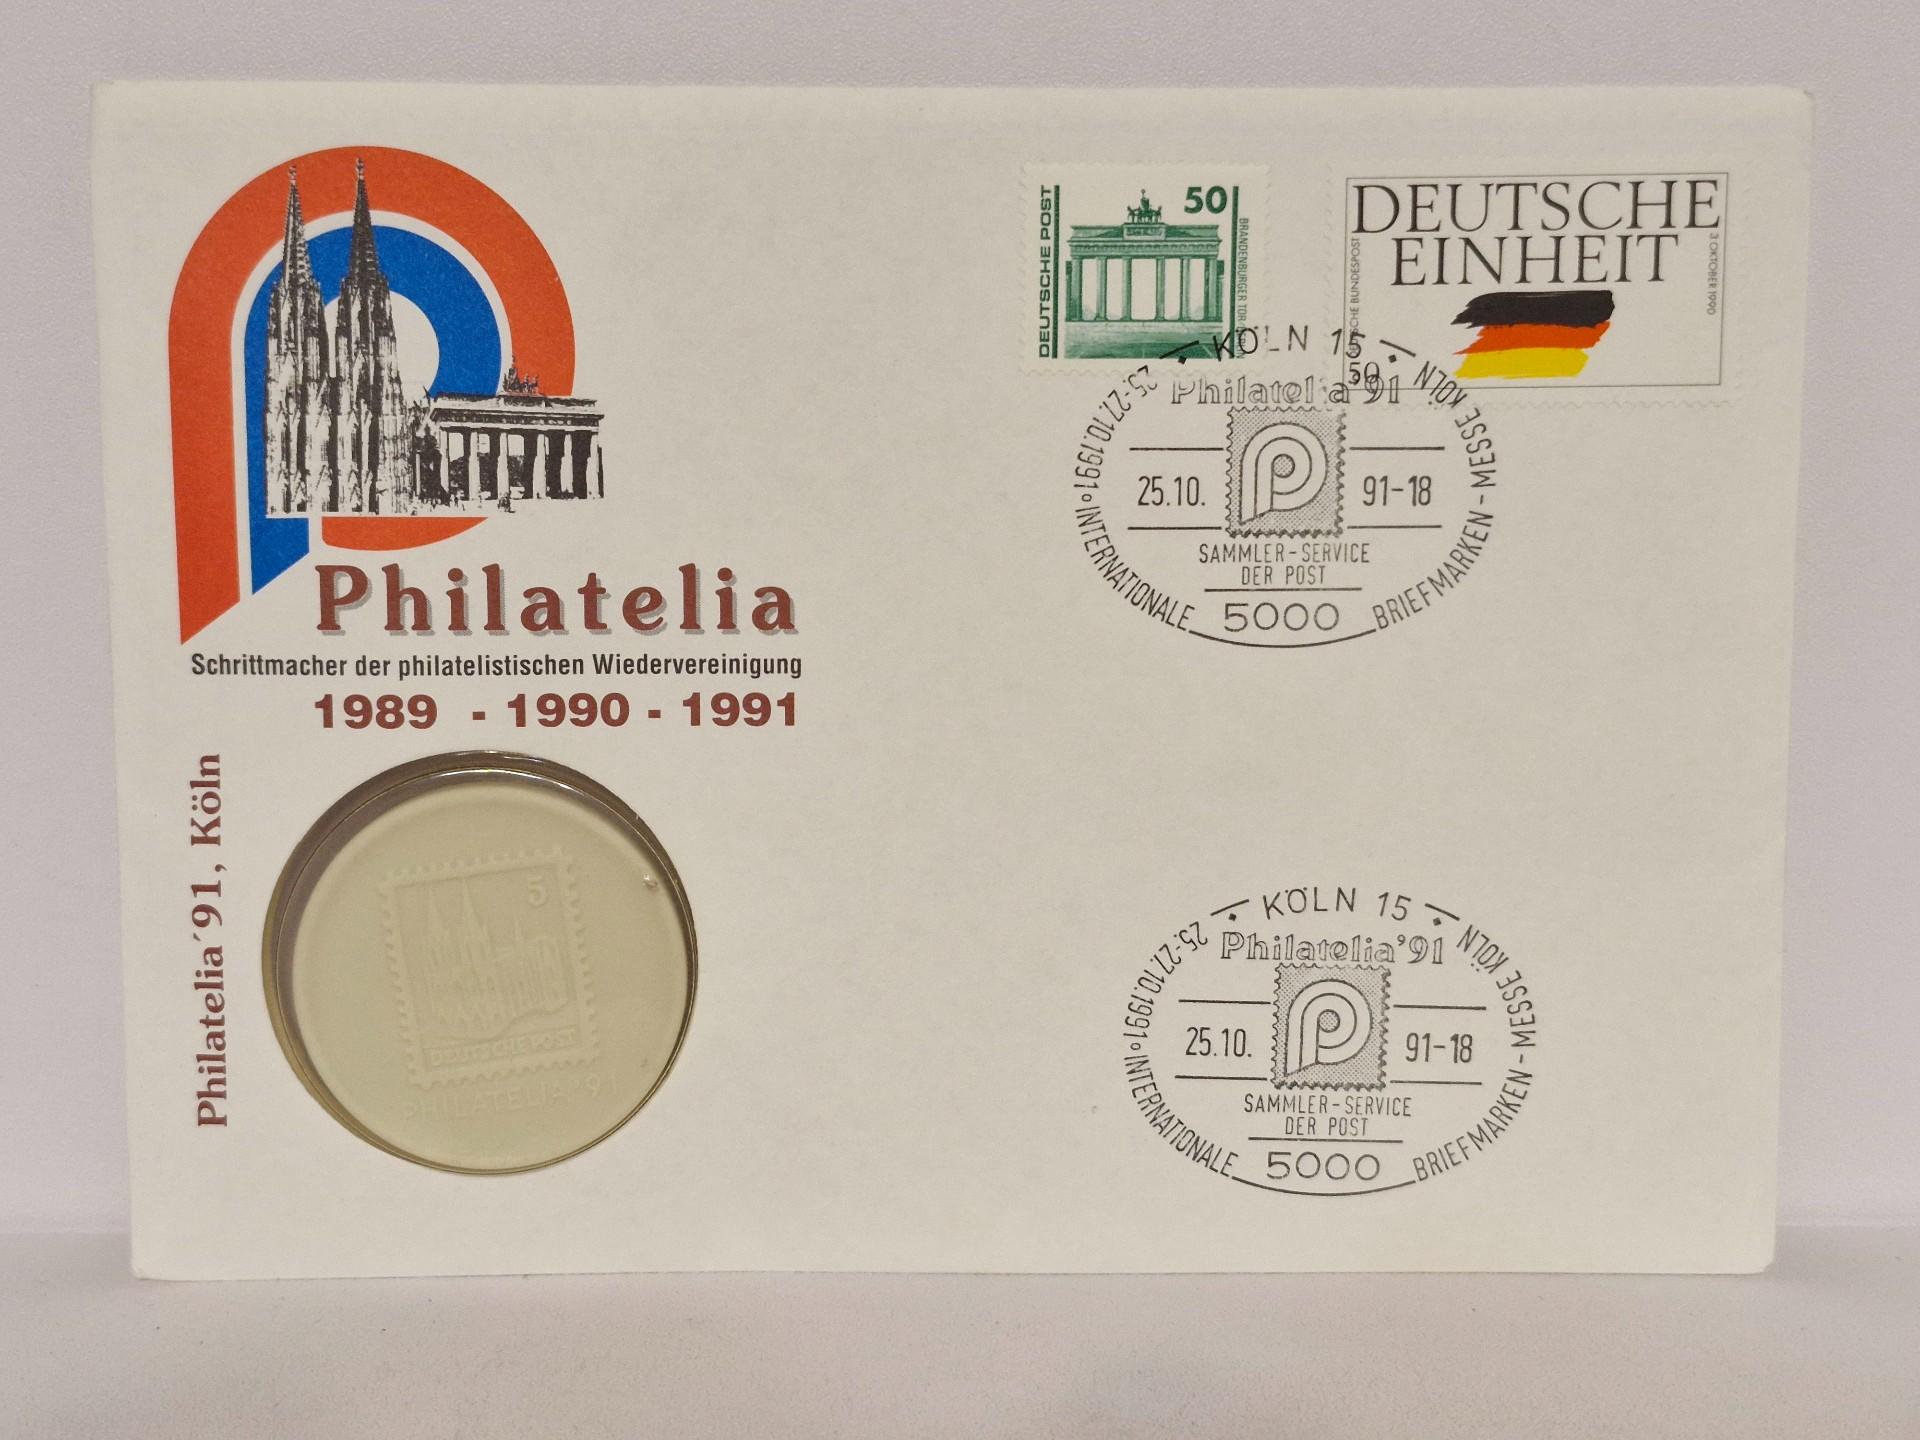 Philatelia
Schrittmacher der philatelistischen Wiedervereinigung
1989 - 1990 - 1991
Philatelia´91, Köln
5
DEUTSCHE POST
PHILATELIA '91
DEUTSCHE POST
50
BRANDENBURGER TOR
DEUTSCHE
EINHEIT
DEUTSCHE BUNDESPOST
3. OKTOBER 1990
50
KÖLN 15
Philatelia'91
25.-27.10.1991 ∘ INTERNATIONALE BRIEFMARKEN-MESSE KÖLN
25.10. 91-18
SAMMLER-SERVICE
DER POST
5000
KÖLN 15
Philatelia'91
25.-27.10.1991 ∘ INTERNATIONALE BRIEFMARKEN-MESSE KÖLN
25.10. 91-18
SAMMLER-SERVICE
DER POST
5000